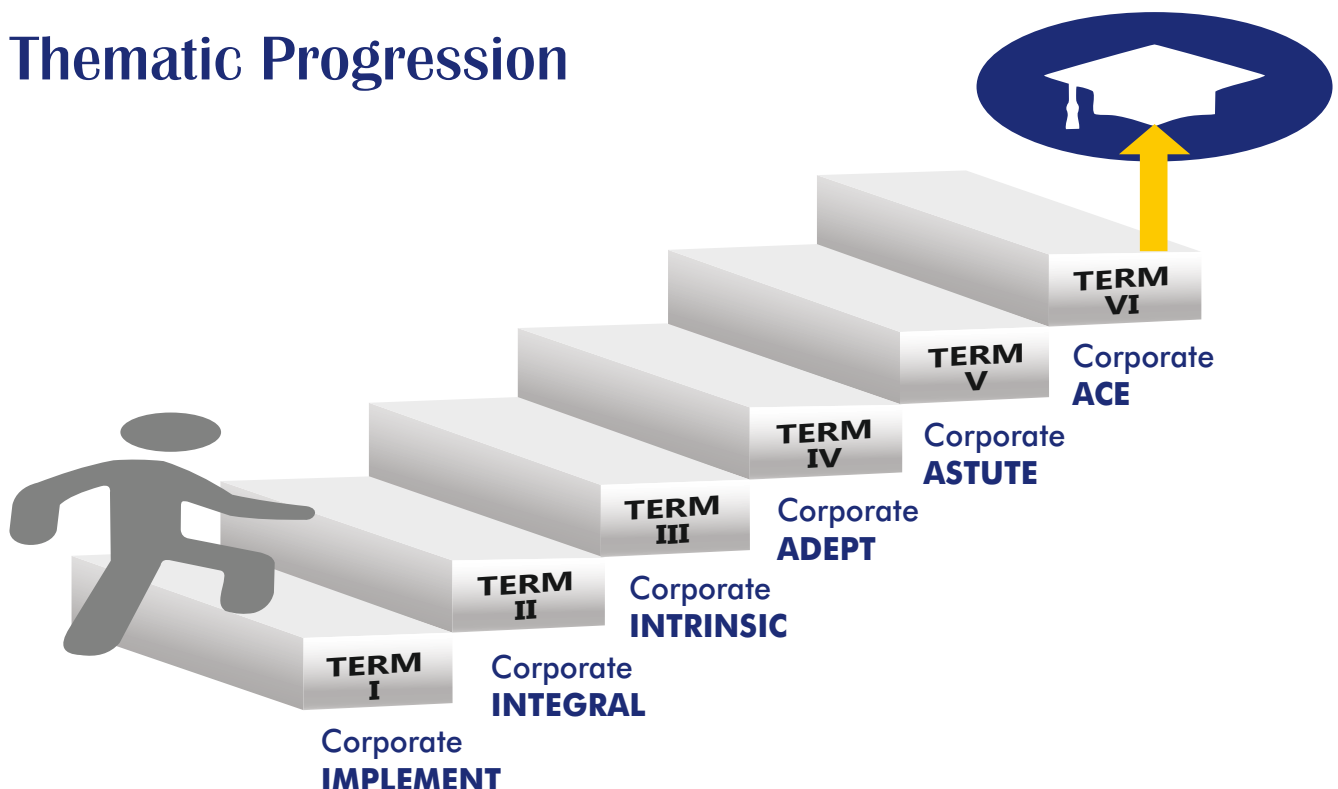 Thematic Progression
TERM
VI
Corporate
ACE
TERM
V
Corporate
ASTUTE
TERM
IV
Corporate
ADEPT
TERM
III
Corporate
INTRINSIC
TERM
II
Corporate
INTEGRAL
TERM
I
Corporate
IMPLEMENT